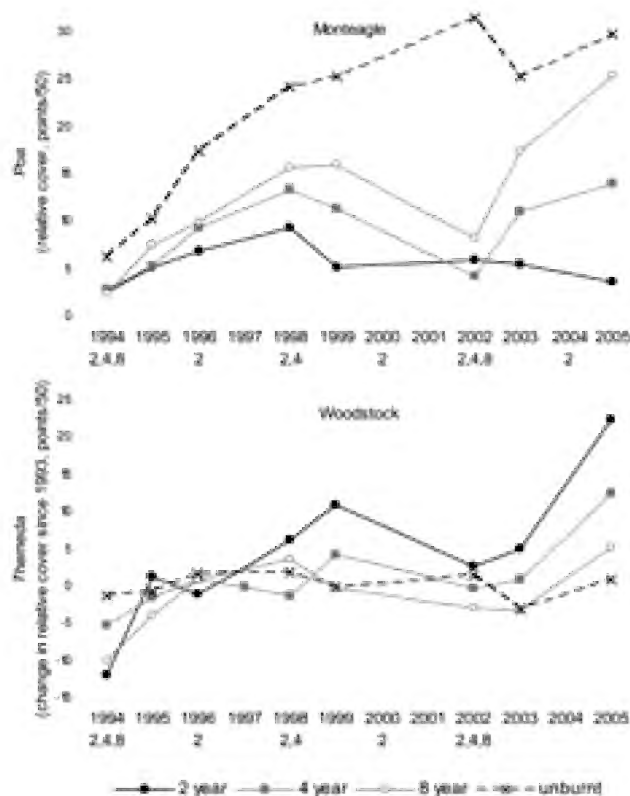 Monteagle
Poa
(relative cover, points/50)
30
25
20
5
0
5
0
1994 1995 1996 1997 1998 1999 2000 2001 2002 2003 2004 2005
2,4,8 2 2,4 2 2,4,8 2
Woodstock
Themeda
(change in relative cover since 1993, points/50)
25
20
0
1994 1995 1996 1997 1998 1999 2000 2001 2002 2003 2004 2005
2,4,8 2 2,4 2 2,4,8
2 year 4 year 8 year unburnt